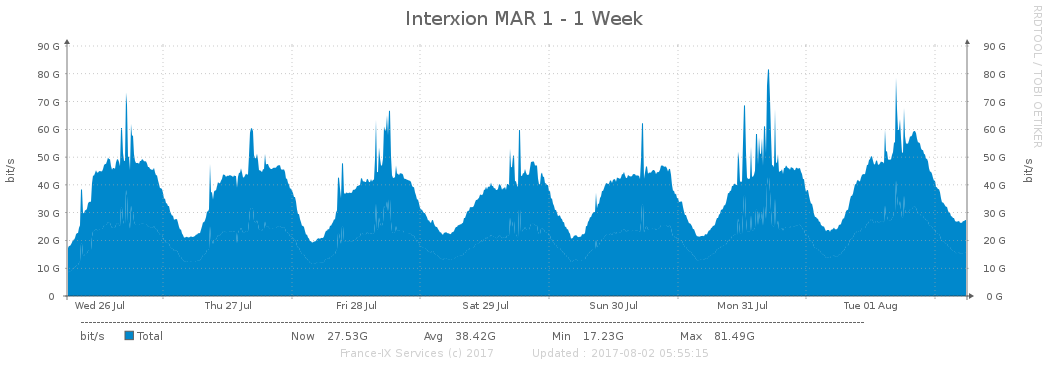 Interxion MAR 1 - 1 Week
RRDTOOL / TOBI OETIKER
bit/s
90 G 90 G
80 G 80 G
70 G 70 G
60 G 60 G
50 G 50 G
40 G 40 G
30 G 30 G
20 G 20 G
10 G 10 G
0 0 G
bit/s
Wed 26 Jul Thu 27 Jul Fri 28 Jul Sat 29 Jul Sun 30 Jul Mon 31 Jul Tue 01 Aug
bit/s Total Now 27.53G Avg 38.42G Min 17.23G Max 81.49G
France-IX Services (c) 2017 Updated : 2017-08-02 05:55:15